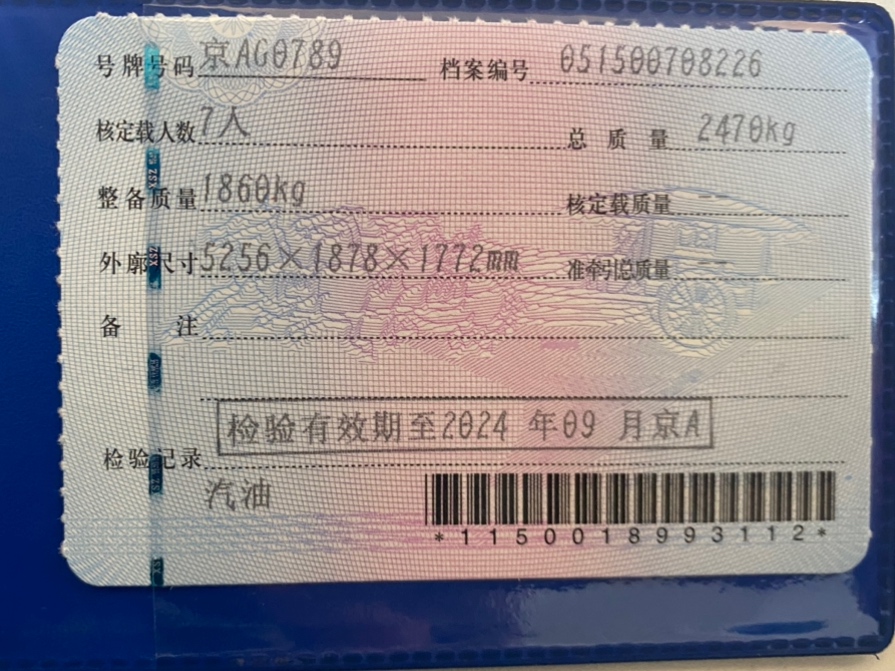 号牌号码 京AG0789 档案编号 051500708226
核定载人数 7人 总质量 2470kg
整备质量 1860kg 核定载质量 --
外廓尺寸 5256×1878×1772mm 准牵引总质量 --
备注
检验有效期至2024年09月京A
检验记录
汽油
*1150018993112*